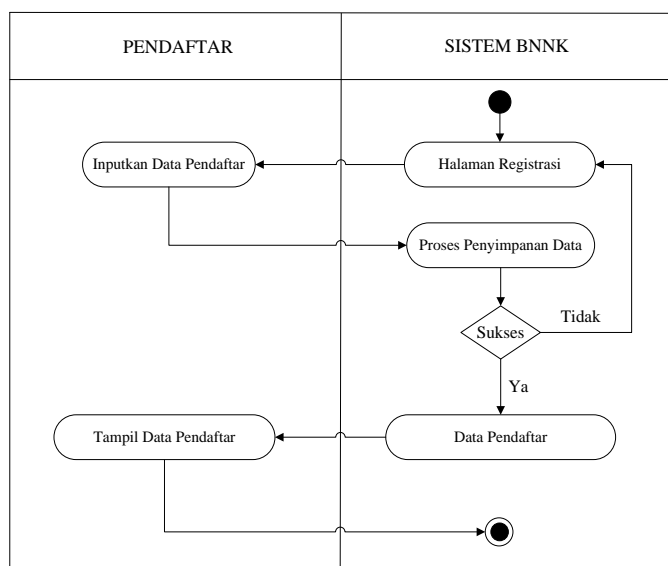 PENDAFTAR
SISTEM BNNK
Inputkan Data Pendaftar
Halaman Registrasi
Proses Penyimpanan Data
Sukses
Tidak
Ya
Tampil Data Pendaftar
Data Pendaftar